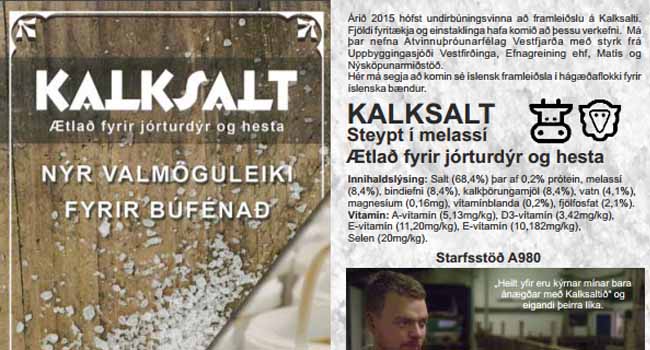 KALKSALT
Ætlað fyrir jórturdýr og hesta
NÝR VALMÖGULEIKI
FYRIR BÚFÉNAÐ
Árið 2015 hófst undirbúningsvinna að framleiðslu á Kalksalti.
Fjöldi fyritækja og einstaklinga hafa komið að þessu verkefni. Má
þar nefna Atvinnuþróunarfélag Vestfjarða með styrk frá
Uppbyggingasjóði Vestfirðinga, Efnagreining ehf, Matis og
Nýsköpunarmiðstöð.
Hér má segja að komin sé íslensk framleiðsla í hágæðaflokki fyrir
íslenska bændur.
KALKSALT
Steypt í melassí
Ætlað fyrir jórturdýr og hesta
Innihaldslýsing: Salt (68,4%) þar af 0,2% prótein, melassi
(8,4%), bindiefni (8,4%), kalkþörungamjöl (8,4%), vatn (4,1%),
magnesium (0,16mg), vítamínblanda (0,2%), fjölfosfat (2,1%).
Vítamín: A-vítamín (5,13mg/kg), D3-vítamín (3,42mg/kg),
E-vítamín (11,20mg/kg), E-vítamín (10,182mg/kg),
Selen (20mg/kg).
Starfsstöð A980
„Heilt yfir eru kýrnar mínar bara
ánægðar með Kalksaltið“ og
eigandi þeirra líka.